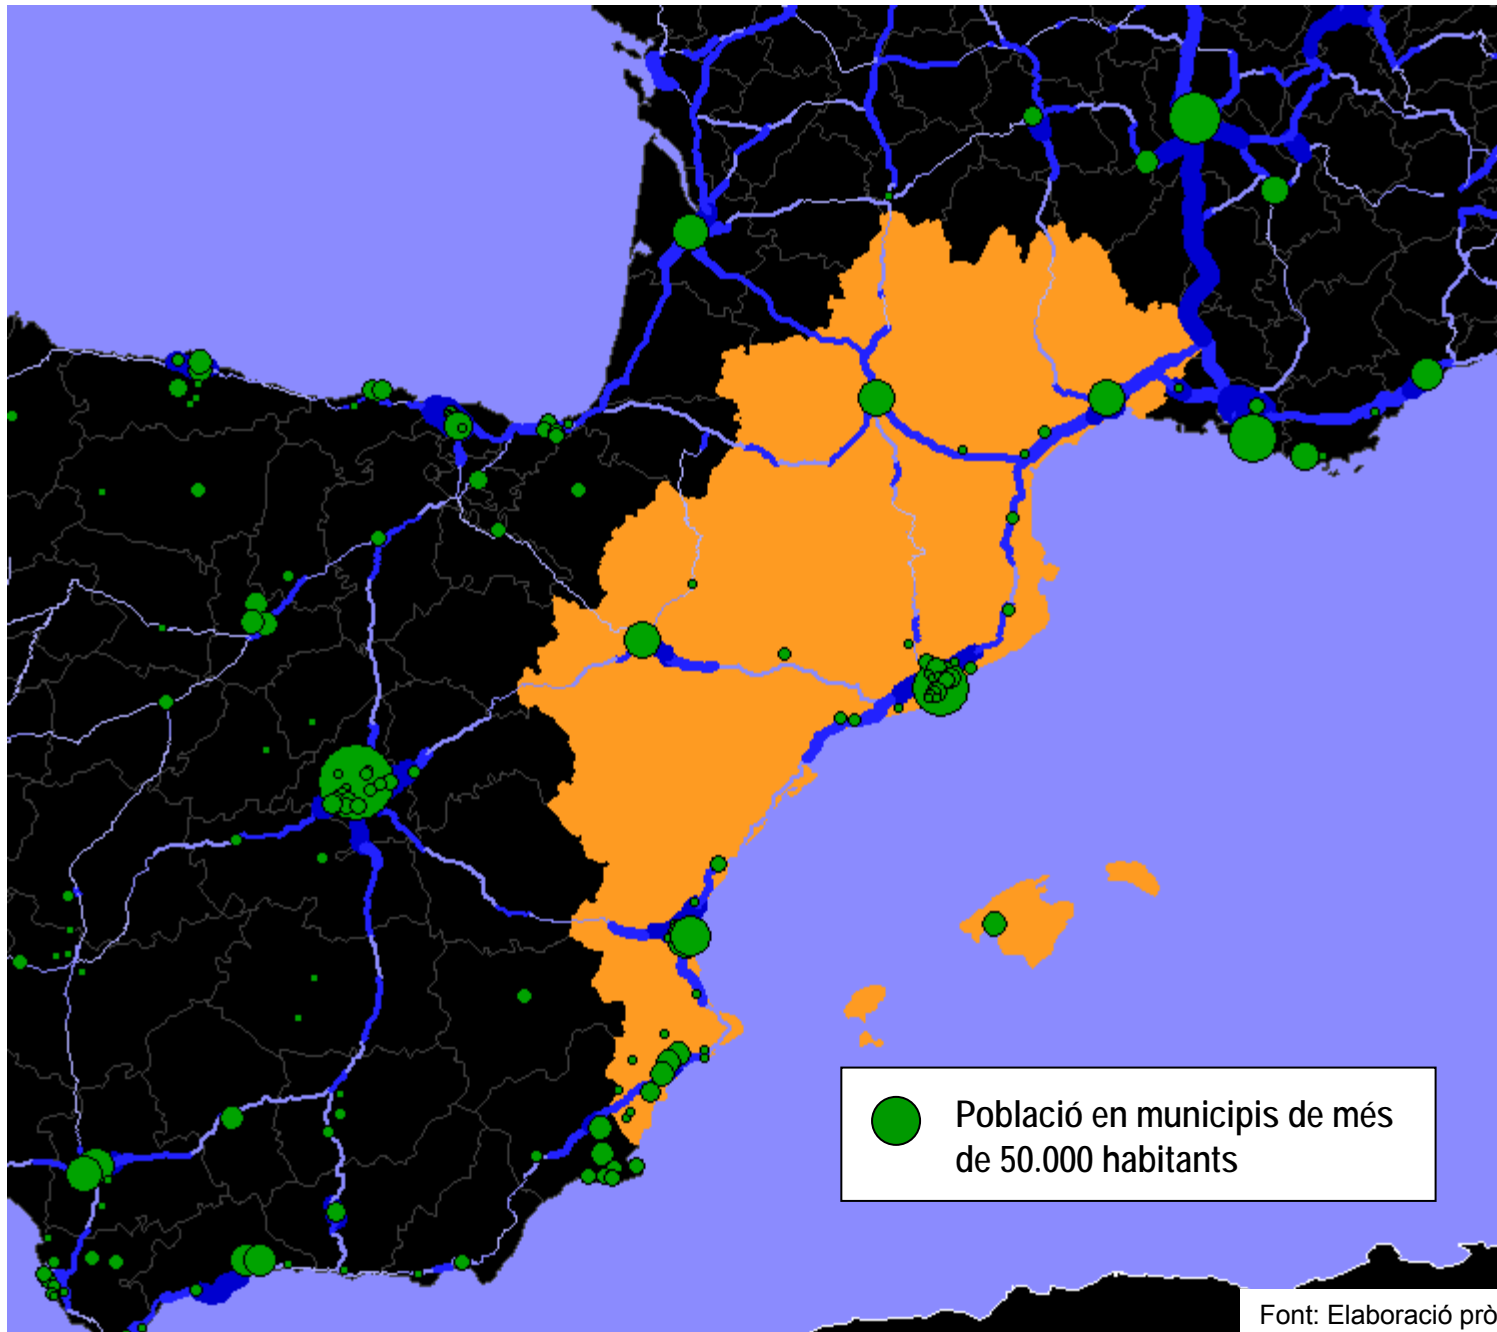 Població en municipis de més
de 50.000 habitants
Font: Elaboració prò